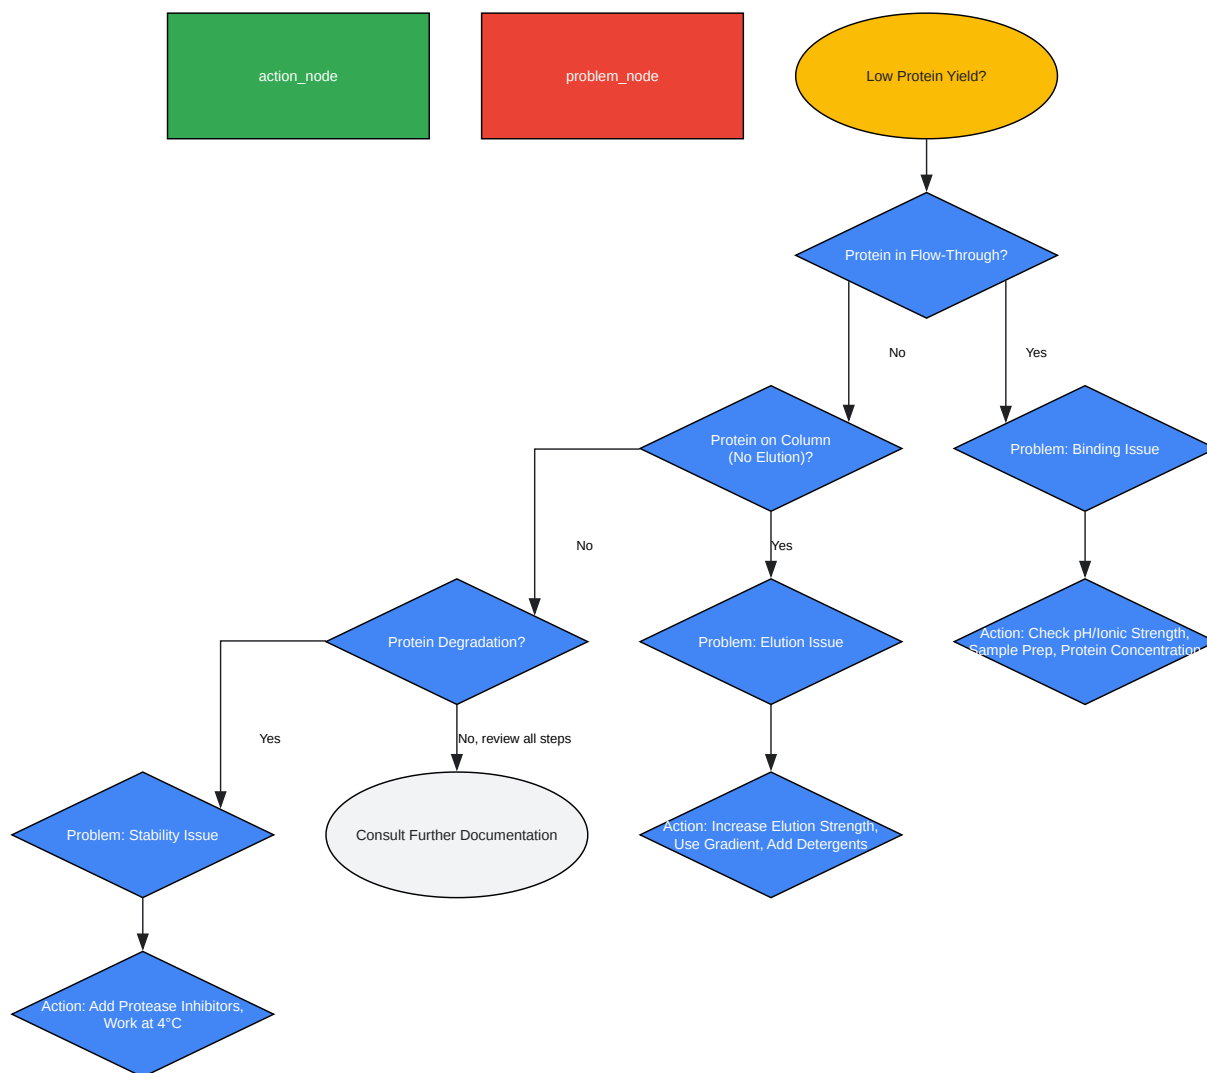 action_node
problem_node
Low Protein Yield?
Protein in Flow-Through?
No
Yes
Protein on Column
(No Elution)?
Problem: Binding Issue
No
Yes
Protein Degradation?
Problem: Elution Issue
Action: Check pH/Ionic Strength,
Sample Prep, Protein Concentration
Yes
No, review all steps
Problem: Stability Issue
Consult Further Documentation
Action: Increase Elution Strength,
Use Gradient, Add Detergents
Action: Add Protease Inhibitors,
Work at 4°C